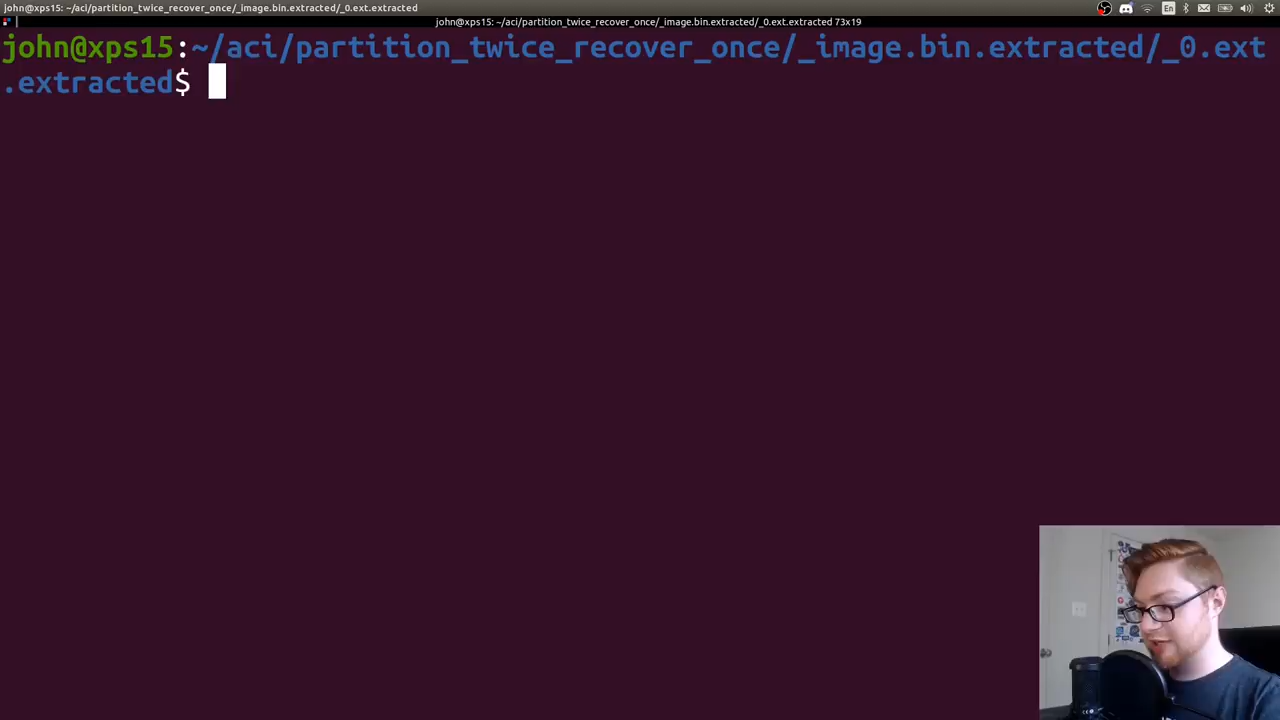 john@xps15: ~/aci/partition_twice_recover_once/_image.bin.extracted/_0.ext.extracted
En
john@xps15: ~/aci/partition_twice_recover_once/_image.bin.extracted/_0.ext.extracted 73x19
john@xps15:~/aci/partition_twice_recover_once/_image.bin.extracted/_0.ext
.extracted$